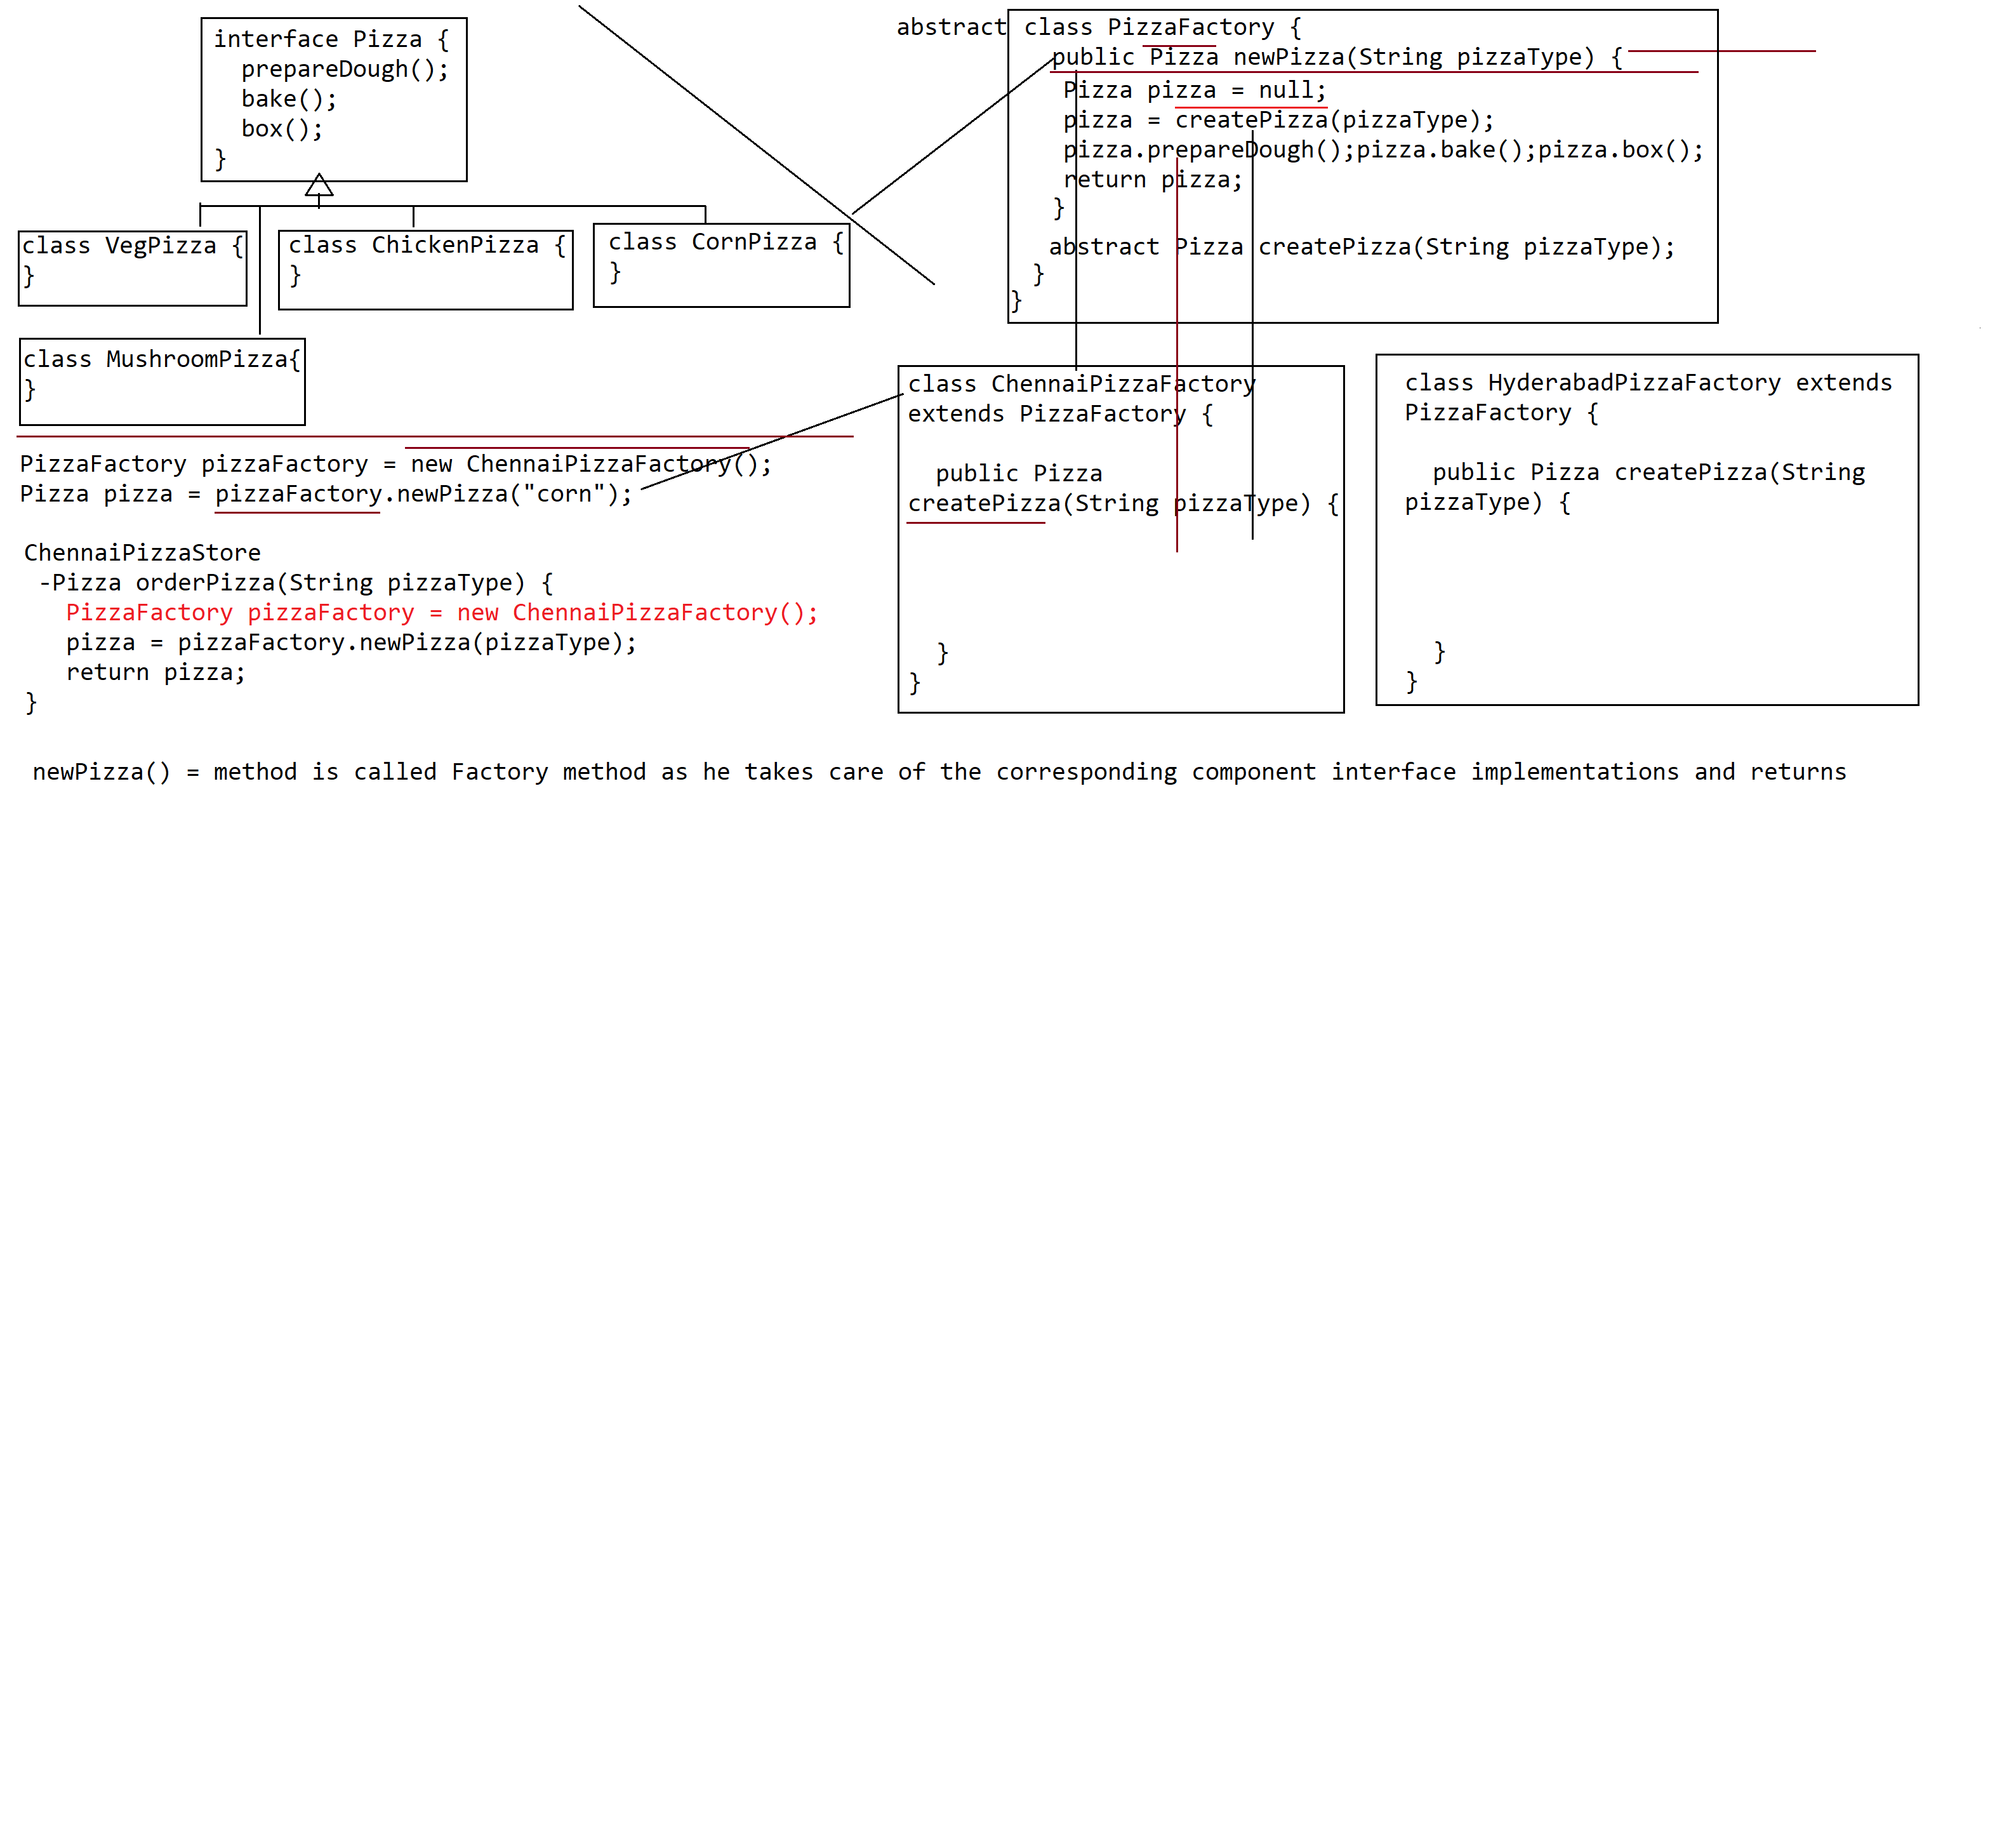 interface Pizza {
prepareDough();
bake();
box();
}
class VegPizza {
}
class ChickenPizza {
}
class CornPizza {
}
class MushroomPizza{
}
abstract class PizzaFactory {
public Pizza newPizza(String pizzaType) {
Pizza pizza = null;
pizza = createPizza(pizzaType);
pizza.prepareDough();pizza.bake();pizza.box();
return pizza;
}
abstract Pizza createPizza(String pizzaType);
}
}
PizzaFactory pizzaFactory = new ChennaiPizzaFactory();
Pizza pizza = pizzaFactory.newPizza("corn");
ChennaiPizzaStore
-Pizza orderPizza(String pizzaType) {
PizzaFactory pizzaFactory = new ChennaiPizzaFactory();
pizza = pizzaFactory.newPizza(pizzaType);
return pizza;
}
class ChennaiPizzaFactory
extends PizzaFactory {
public Pizza
createPizza(String pizzaType) {
}
}
class HyderabadPizzaFactory extends
PizzaFactory {
public Pizza createPizza(String
pizzaType) {
}
}
newPizza() = method is called Factory method as he takes care of the corresponding component interface implementations and returns